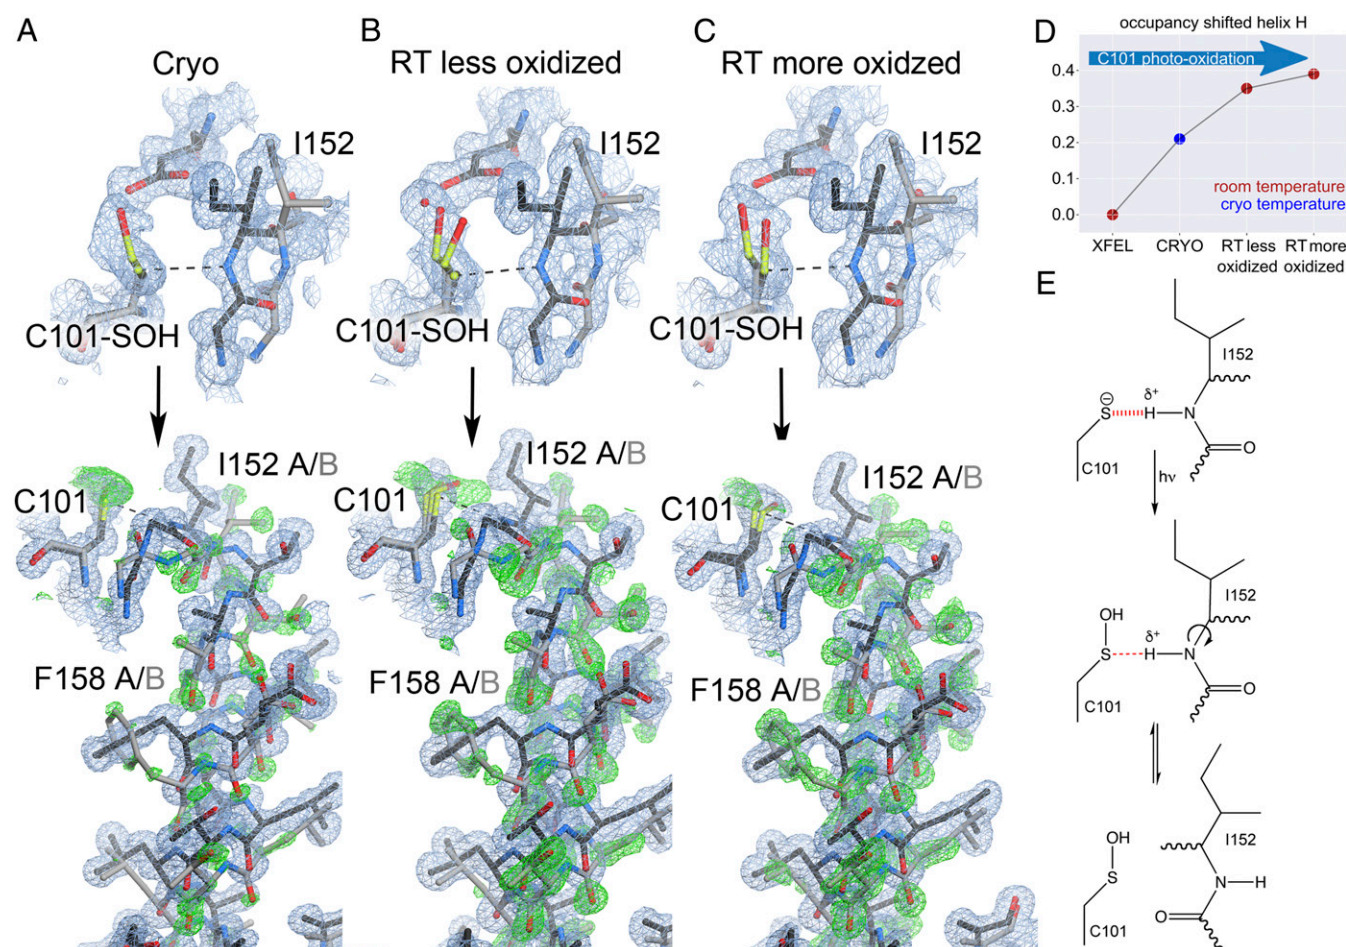 A
Cryo
I152
C101-SOH
I152 A/B
C101
F158 A/B
B
RT less oxidized
I152
C101-SOH
I152 A/B
C101
F158 A/B
C
RT more oxidzed
I152
C101-SOH
I152 A/B
C101
F158 A/B
D
occupancy shifted helix H
C101 photo-oxidation
0.4
0.3
0.2
0.1
0.0
room temperature
cryo temperature
XFEL
CRYO
RT less
oxidized
RT more
oxidized
E
I152
δ+
S
⊖
H
N
O
C101
hν
I152
OH
δ+
S
H
N
O
C101
I152
OH
S
N
H
O
C101